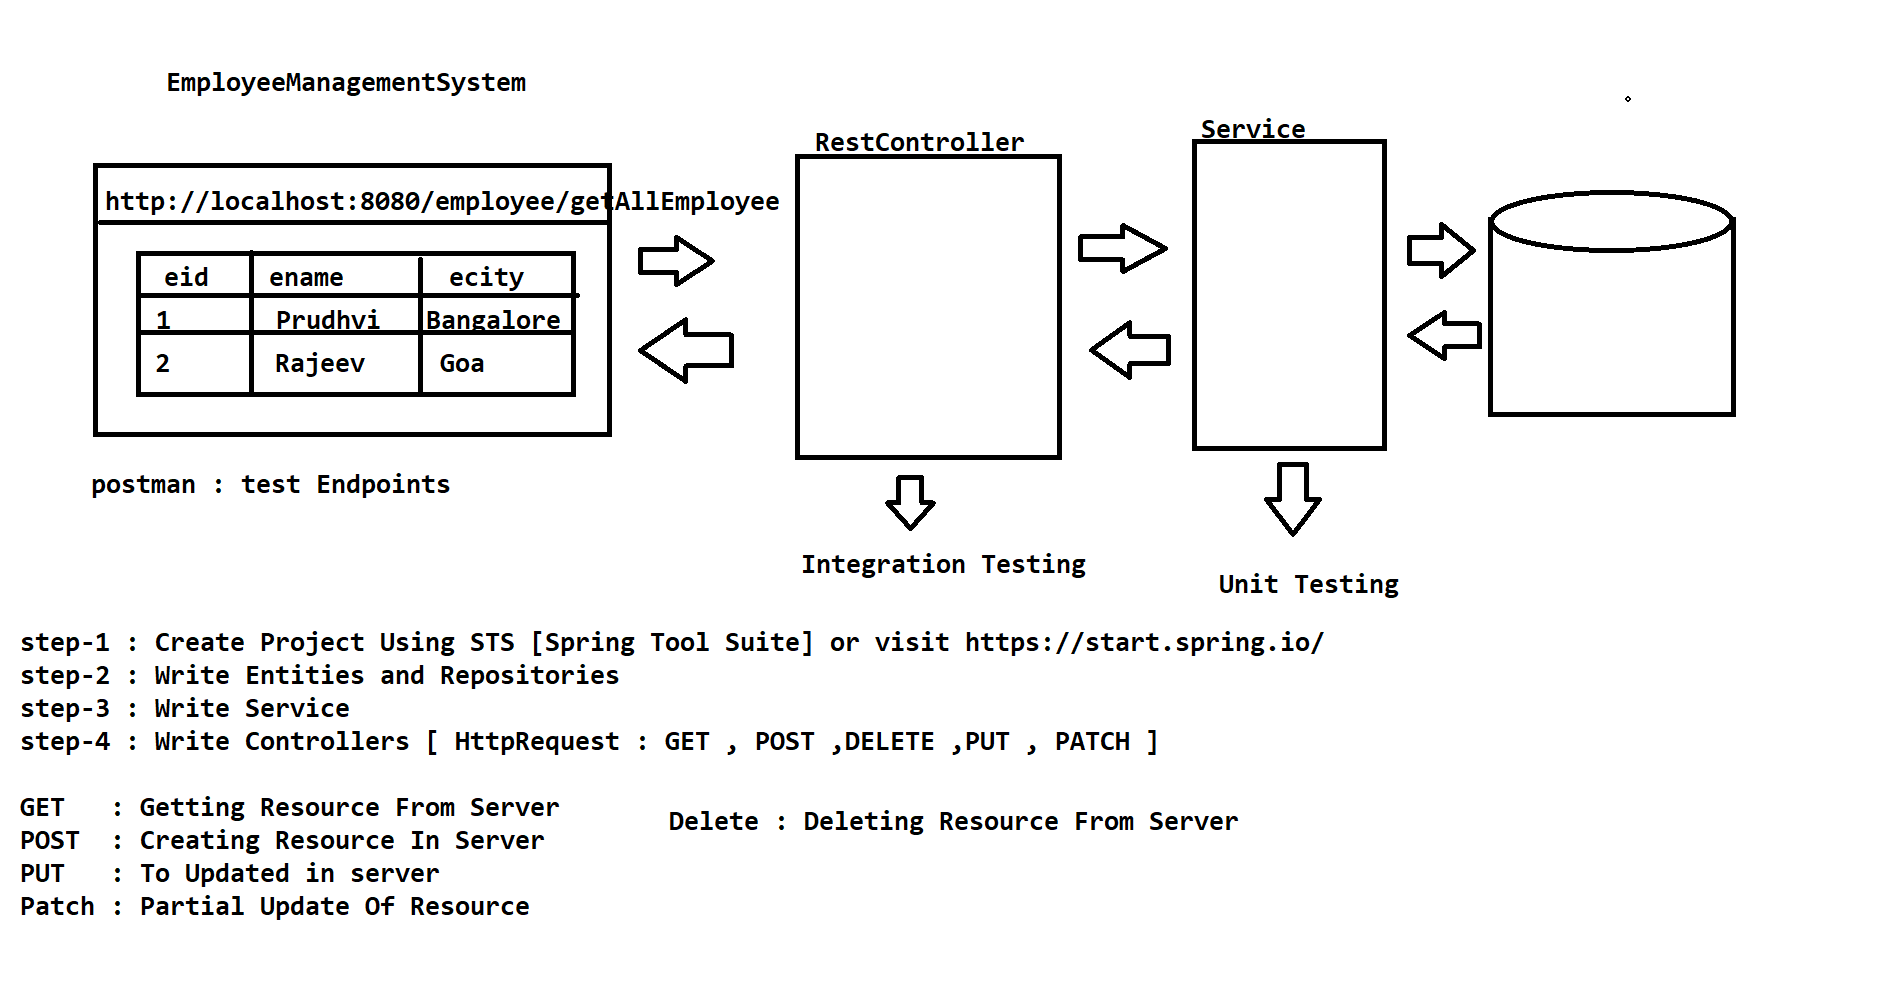 EmployeeManagementSystem
RestController
Service
http://localhost:8080/employee/getAllEmployee
eid ename ecity
1 Prudhvi Bangalore
2 Rajeev Goa
postman : test Endpoints
Integration Testing
Unit Testing
step-1 : Create Project Using STS [Spring Tool Suite] or visit https://start.spring.io/
step-2 : Write Entities and Repositories
step-3 : Write Service
step-4 : Write Controllers [ HttpRequest : GET , POST ,DELETE ,PUT , PATCH ]
GET : Getting Resource From Server
POST : Creating Resource In Server
PUT : To Updated in server
Patch : Partial Update Of Resource
Delete : Deleting Resource From Server